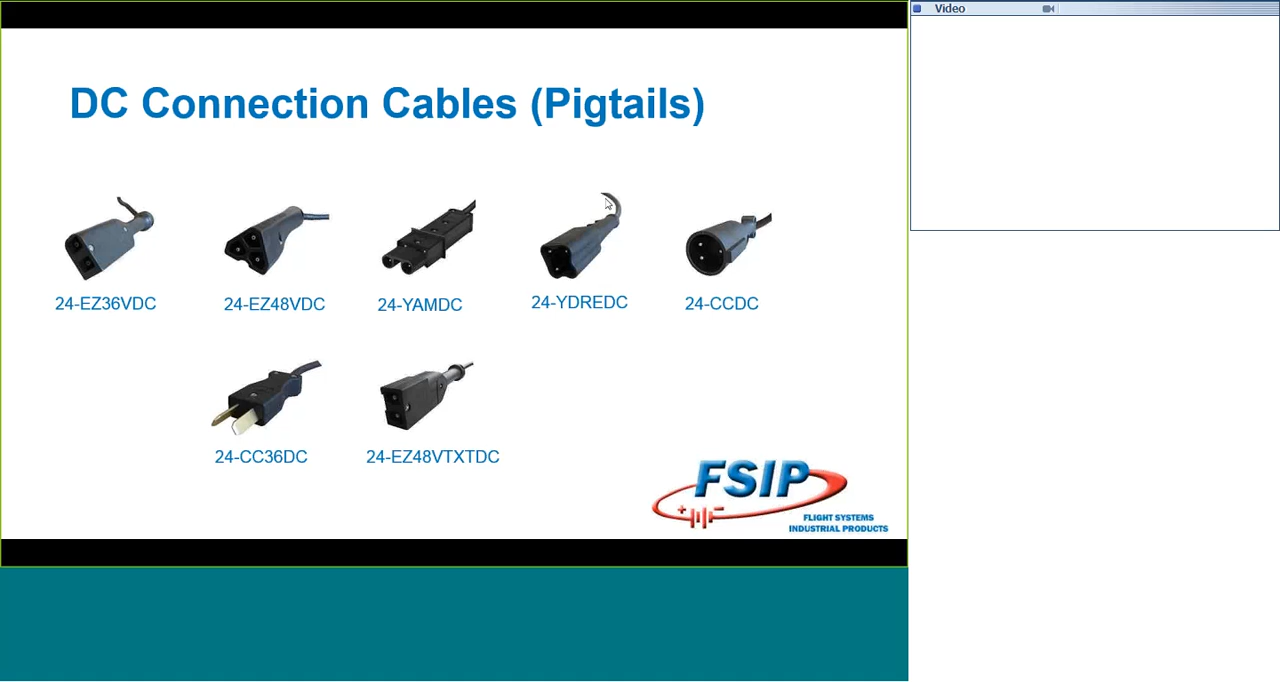 Video
DC Connection Cables (Pigtails)
24-EZ36VDC
24-EZ48VDC
24-YAMDC
24-YDREDC
24-CCDC
24-CC36DC
24-EZ48VTXTDC
FSIP
+ -
FLIGHT SYSTEMS
INDUSTRIAL PRODUCTS